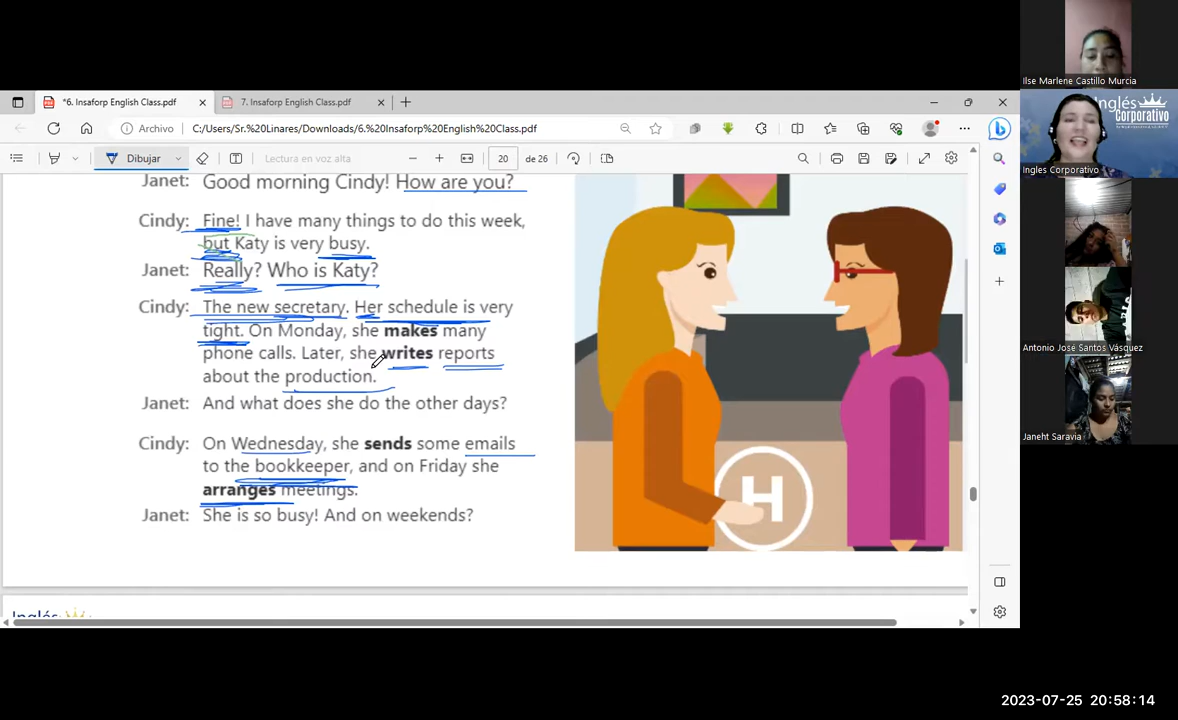 *6. Insaforp English Class.pdf
7. Insaforp English Class.pdf
Archivo
C:/Users/Sr.%20Linares/Downloads/6.%20Insaforp%20English%20Class.pdf
Dibujar
Lectura en voz alta
20
de 26
Janet: Good morning Cindy! How are you?
Cindy: Fine! I have many things to do this week,
but Katy is very busy.
Janet: Really? Who is Katy?
Cindy: The new secretary. Her schedule is very
tight. On Monday, she makes many
phone calls. Later, she writes reports
about the production.
Janet: And what does she do the other days?
Cindy: On Wednesday, she sends some emails
to the bookkeeper, and on Friday she
arranges meetings.
Janet: She is so busy! And on weekends?
H
Inglés
Ilse Marlene Castillo Murcia
Inglés
Corporativo
Ingles Corporativo
Antonio José Santos Vásquez
Janeht Saravia
2023-07-25 20:58:14